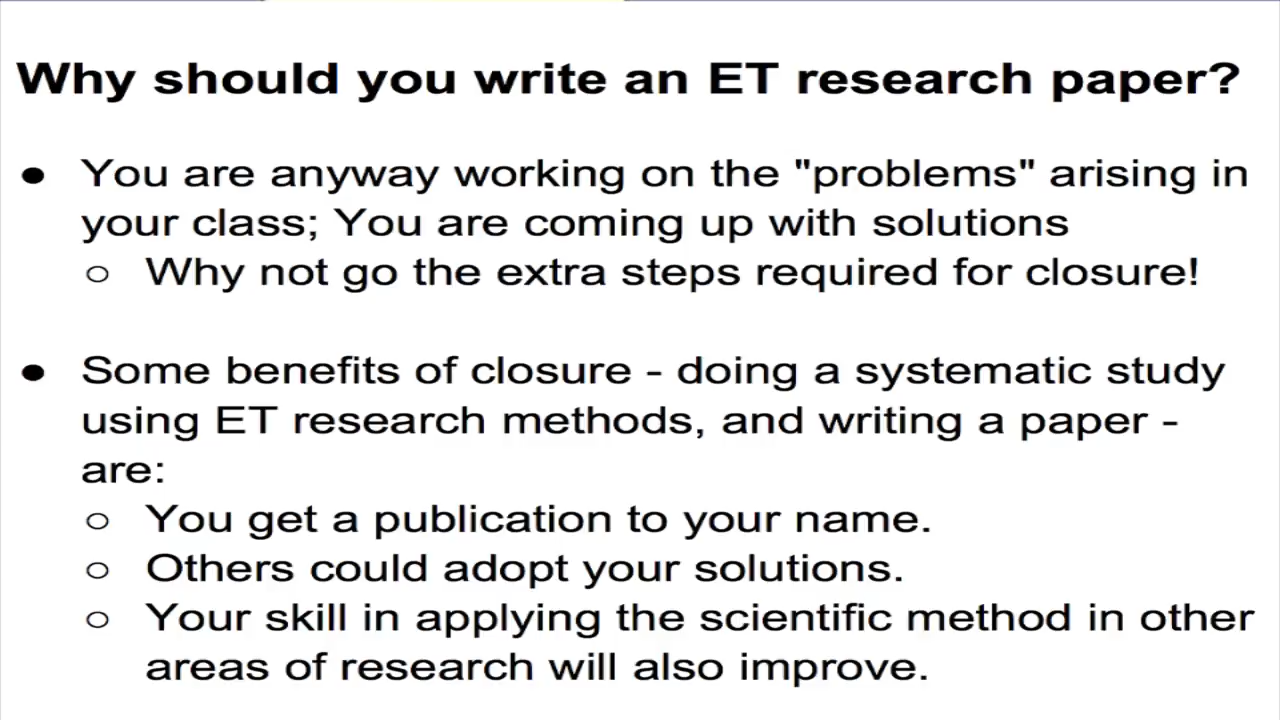 Why should you write an ET research paper?
● You are anyway working on the "problems" arising in
your class; You are coming up with solutions
○ Why not go the extra steps required for closure!
● Some benefits of closure - doing a systematic study
using ET research methods, and writing a paper -
are:
○ You get a publication to your name.
○ Others could adopt your solutions.
○ Your skill in applying the scientific method in other
areas of research will also improve.